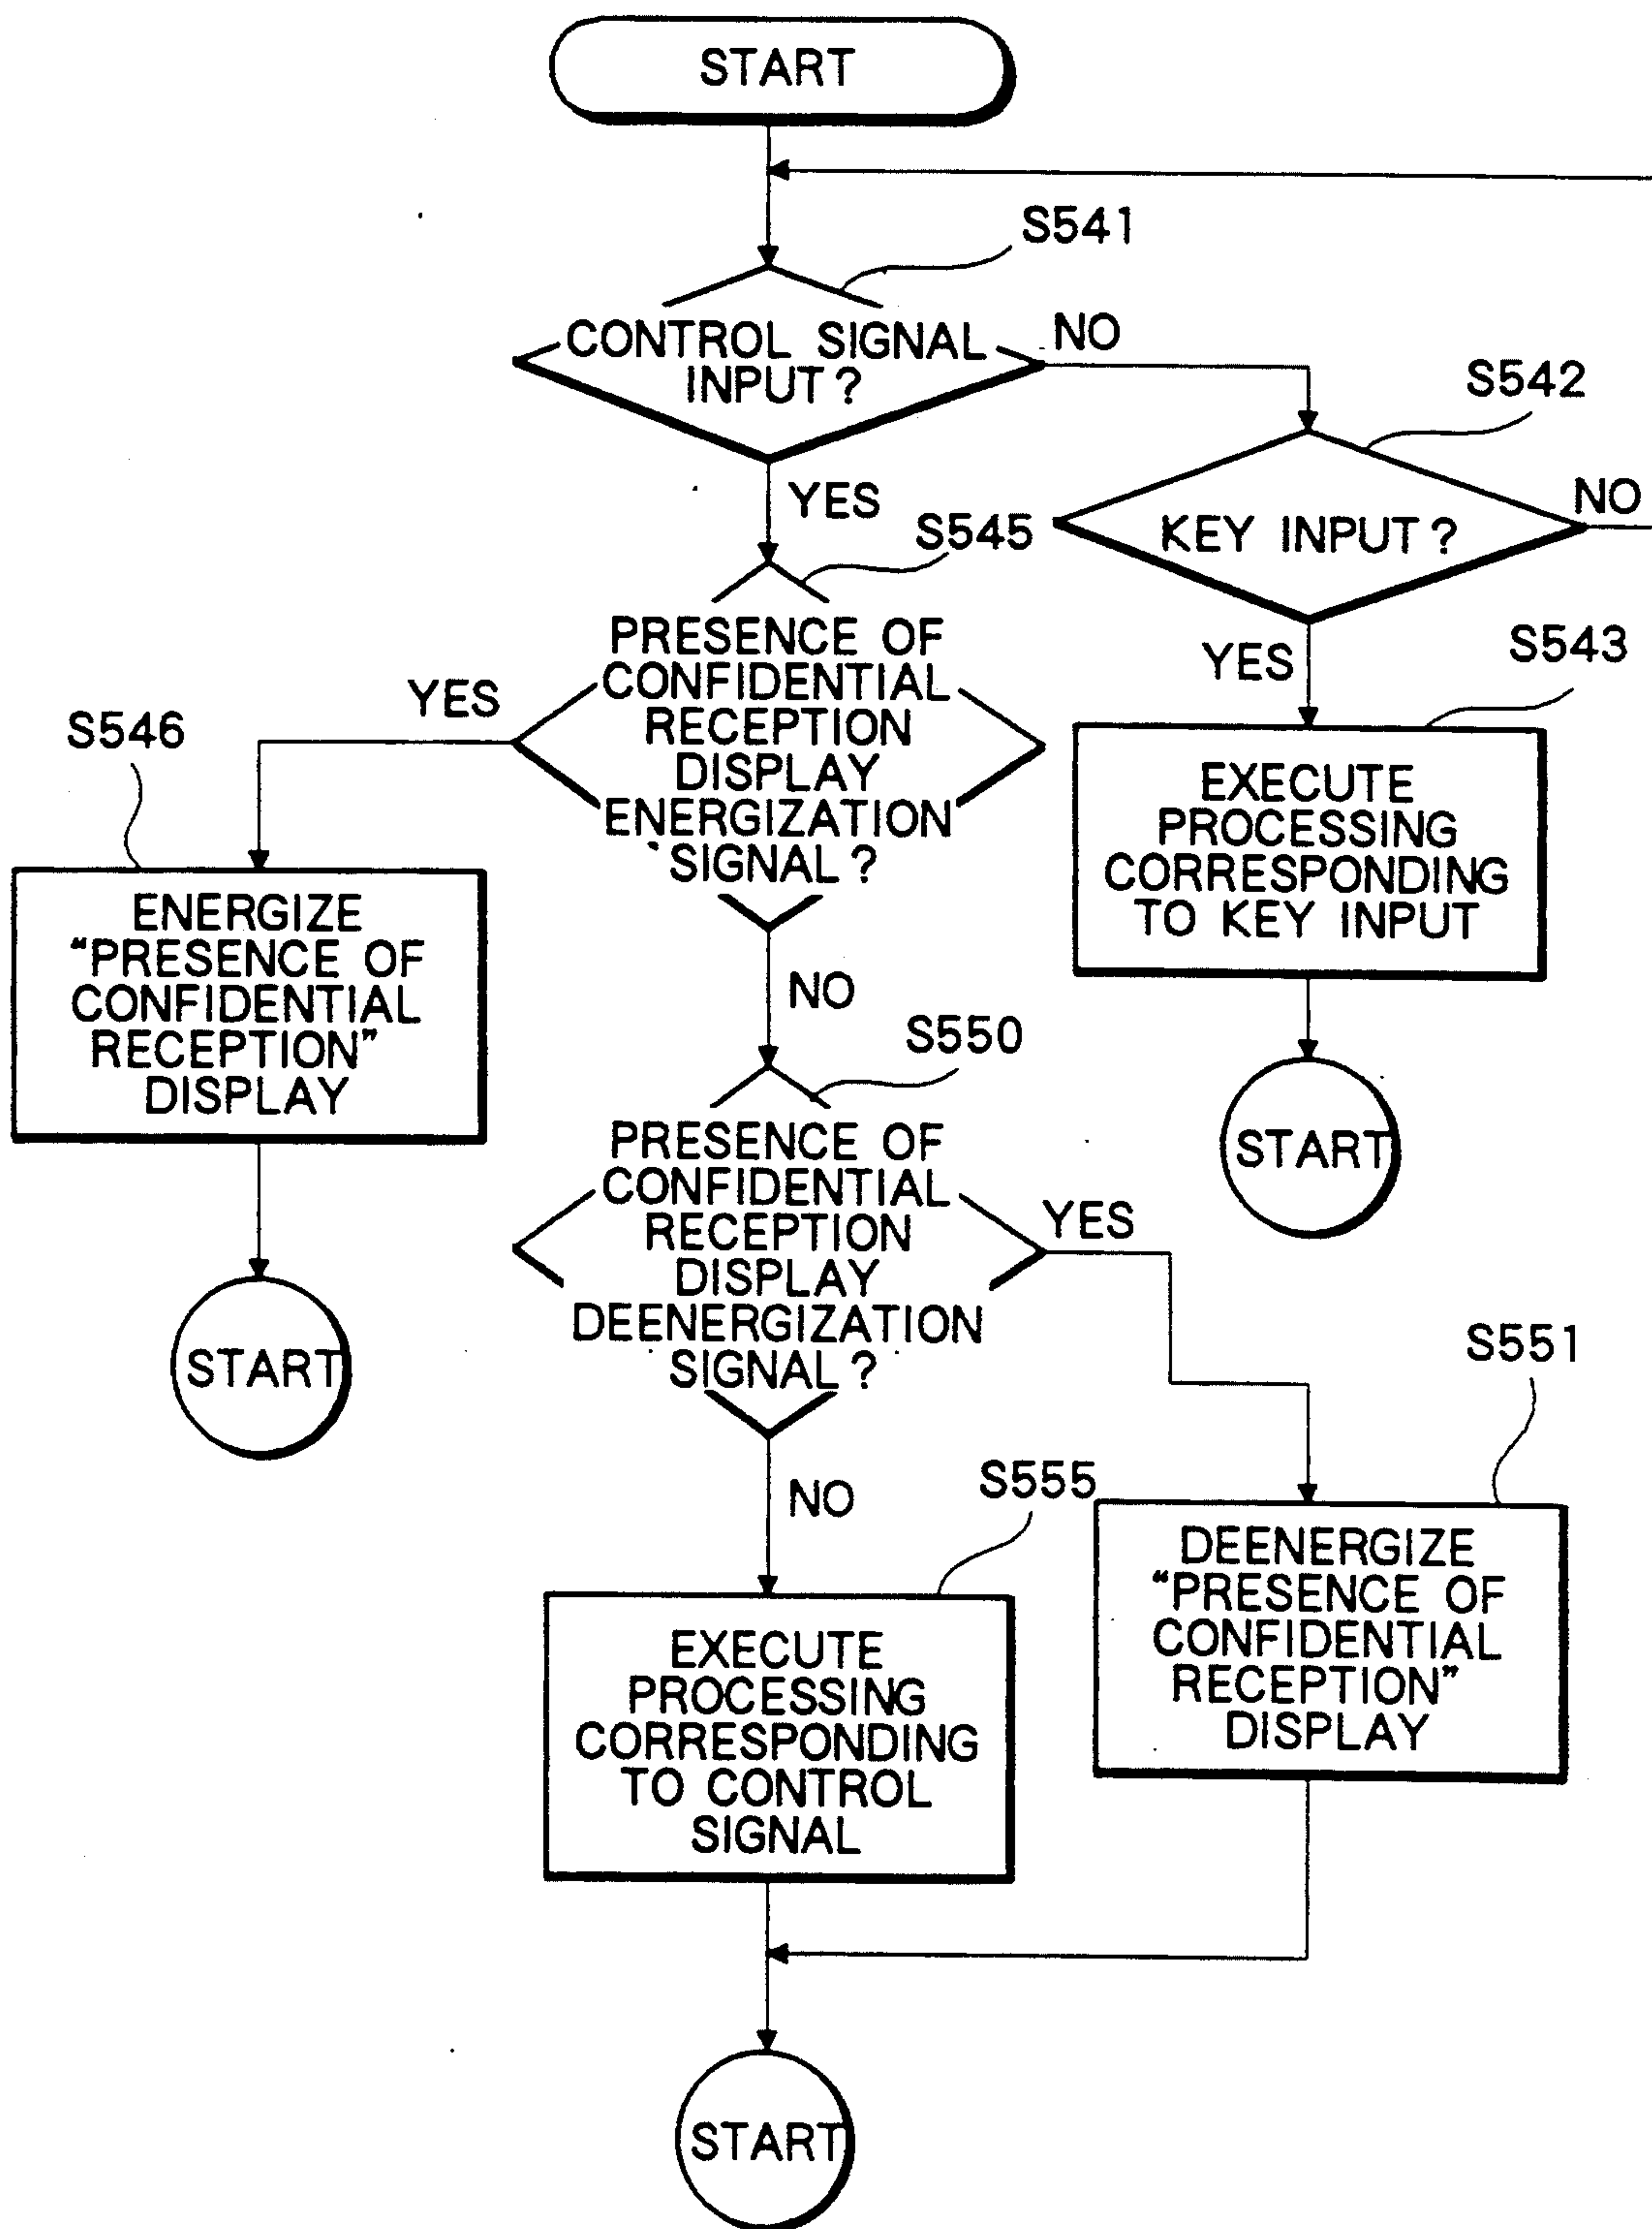 START
S541
CONTROL SIGNAL
INPUT?
NO
S542
KEY INPUT?
NO
YES
S545
PRESENCE OF
CONFIDENTIAL
RECEPTION
DISPLAY
ENERGIZATION
SIGNAL?
YES
S546
ENERGIZE
“PRESENCE OF
CONFIDENTIAL
RECEPTION”
DISPLAY
START
YES
S543
EXECUTE
PROCESSING
CORRESPONDING
TO KEY INPUT
START
NO
S550
PRESENCE OF
CONFIDENTIAL
RECEPTION
DISPLAY
DEENERGIZATION
SIGNAL?
YES
S551
DEENERGIZE
“PRESENCE OF
CONFIDENTIAL
RECEPTION”
DISPLAY
NO
S555
EXECUTE
PROCESSING
CORRESPONDING
TO CONTROL
SIGNAL
START